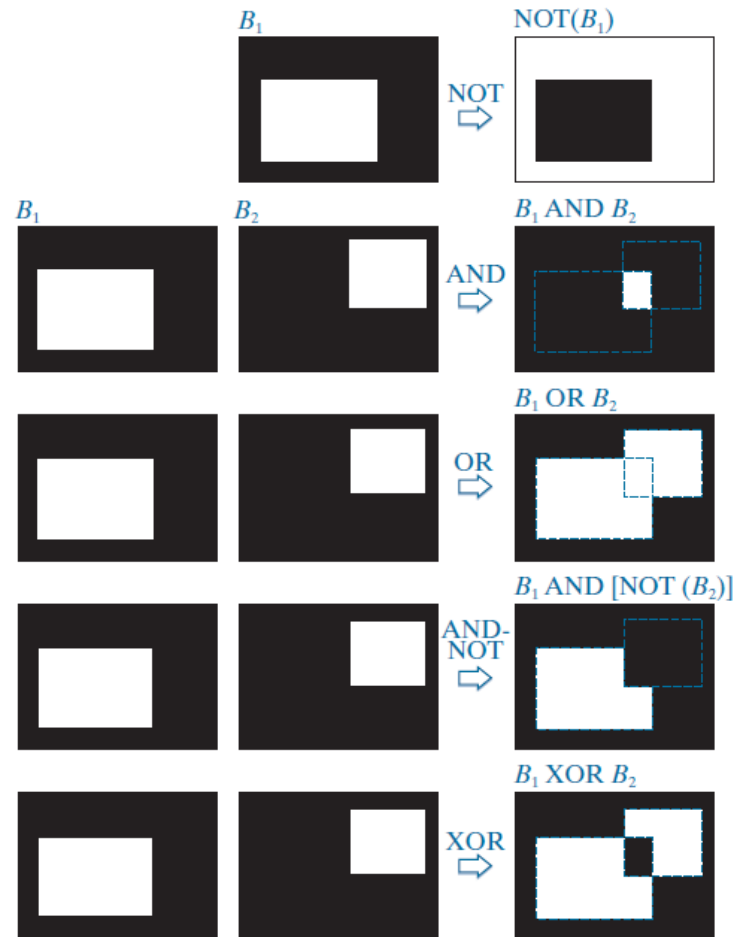 B₁ NOT(B₁)
NOT
B₁ B₂ B₁ AND B₂
AND
B₁ OR B₂
OR
B₁ AND [NOT (B₂)]
AND-
NOT
B₁ XOR B₂
XOR